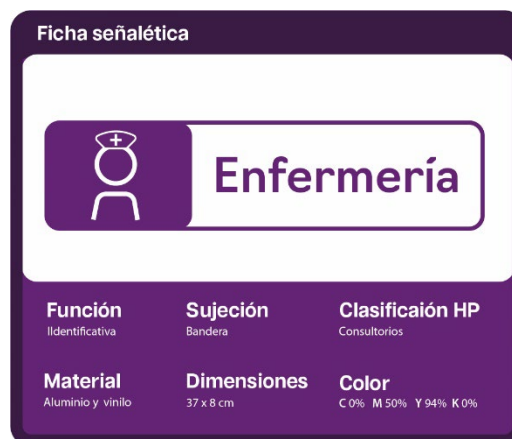 Ficha señalética
Enfermería
Función
IIdentificativa
Sujeción
Bandera
Clasificaión HP
Consultorios
Material
Aluminio y vinilo
Dimensiones
37 x 8 cm
Color
C 0% M 50% Y 94% K 0%